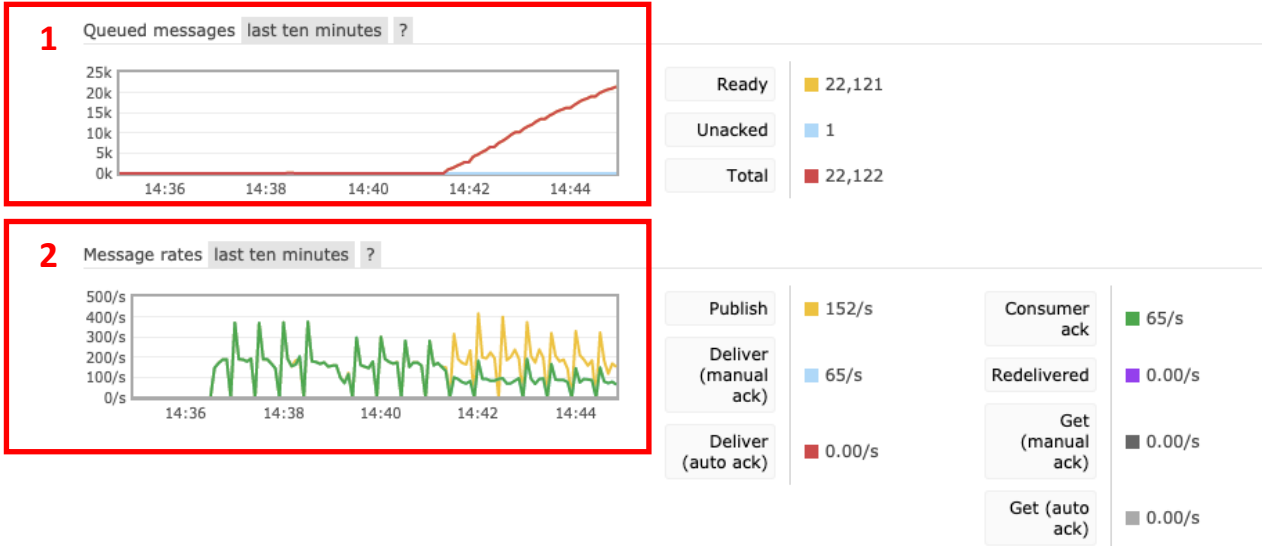 1
Queued messages last ten minutes ?
25k
20k
15k
10k
5k
0k
14:36 14:38 14:40 14:42 14:44
Ready 22,121
Unacked 1
Total 22,122
2
Message rates last ten minutes ?
500/s
400/s
300/s
200/s
100/s
0/s
14:36 14:38 14:40 14:42 14:44
Publish 152/s
Deliver
(manual
ack)
65/s
Deliver
(auto ack)
0.00/s
Consumer
ack
65/s
Redelivered 0.00/s
Get
(manual
ack)
0.00/s
Get (auto
ack)
0.00/s